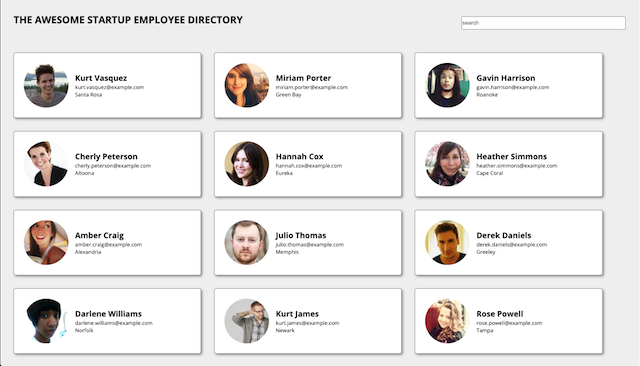 THE AWESOME STARTUP EMPLOYEE DIRECTORY
search
Kurt Vasquez
kurt.vasquez@example.com
Santa Rosa
Miriam Porter
miriam.porter@example.com
Green Bay
Gavin Harrison
gavin.harrison@example.com
Roanoke
Cherly Peterson
cherly.peterson@example.com
Altoona
Hannah Cox
hannah.cox@example.com
Eureka
Heather Simmons
heather.simmons@example.com
Cape Coral
Amber Craig
amber.craig@example.com
Alexandria
Julio Thomas
julio.thomas@example.com
Memphis
Derek Daniels
derek.daniels@example.com
Greeley
Darlene Williams
darlene.williams@example.com
Norfolk
Kurt James
kurt.james@example.com
Newark
Rose Powell
rose.powell@example.com
Tampa